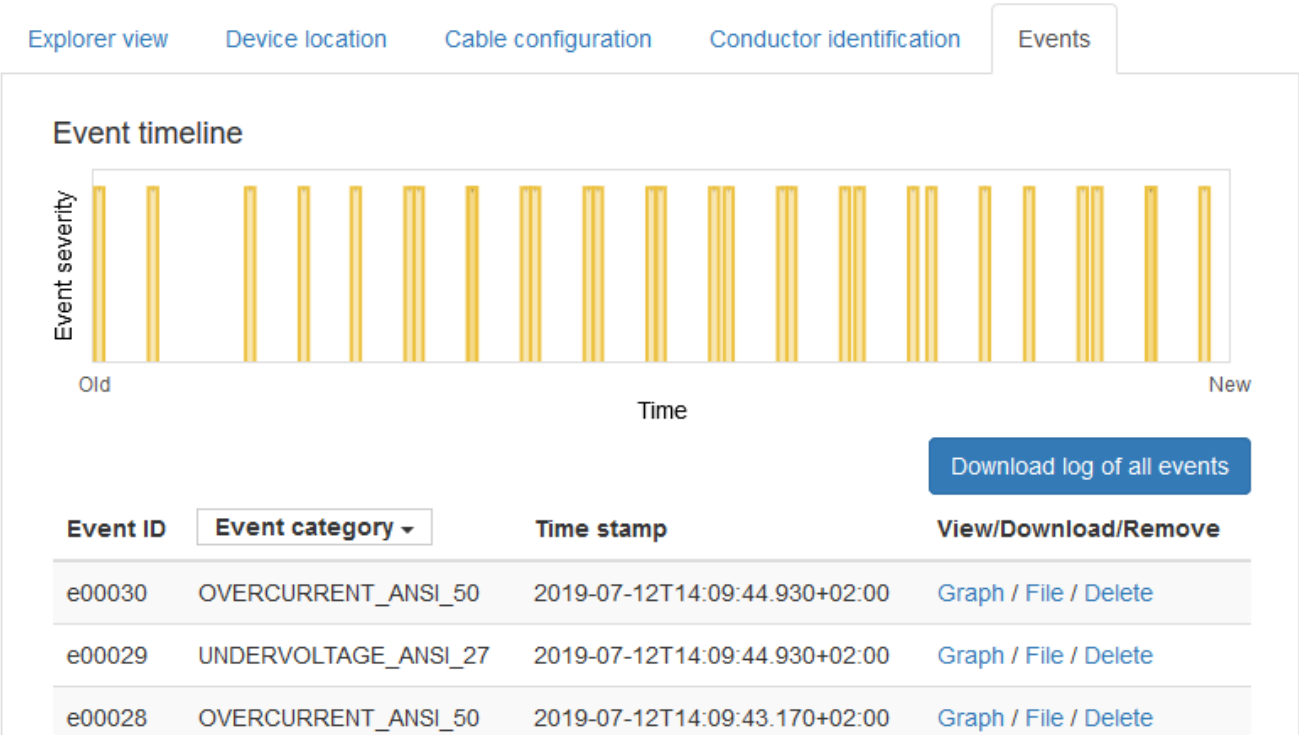 Explorer view Device location Cable configuration Conductor identification Events
Event timeline
Event severity
Old New
Time
Download log of all events
Event ID Event category Time stamp View/Download/Remove
e00030 OVERCURRENT_ANSI_50 2019-07-12T14:09:44.930+02:00 Graph / File / Delete
e00029 UNDERVOLTAGE_ANSI_27 2019-07-12T14:09:44.930+02:00 Graph / File / Delete
e00028 OVERCURRENT_ANSI_50 2019-07-12T14:09:43.170+02:00 Graph / File / Delete